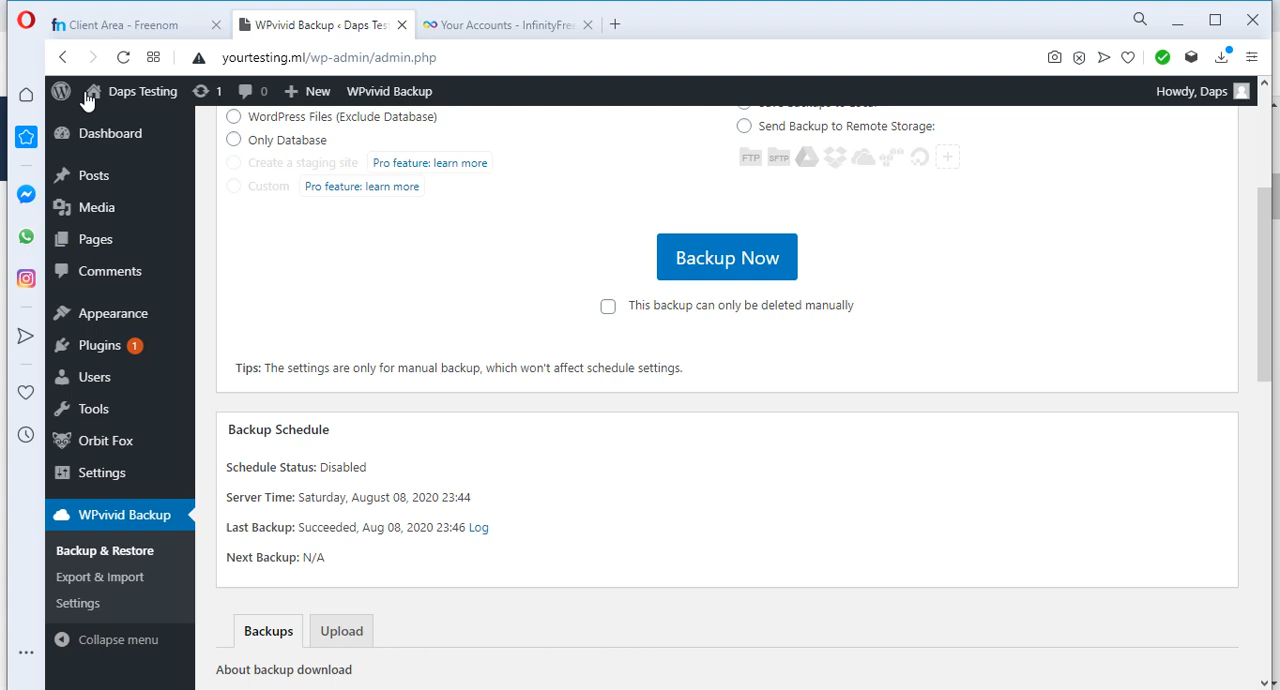 Client Area - Freenom
WPvivid Backup ‹ Daps Tes
Your Accounts - InfinityFree
yourtesting.ml/wp-admin/admin.php
Daps Testing
1
0
New
WPvivid Backup
Howdy, Daps
Dashboard
Posts
Media
Pages
Comments
Appearance
Plugins 1
Users
Tools
Orbit Fox
Settings
WPvivid Backup
Backup & Restore
Export & Import
Settings
Collapse menu
WordPress Files (Exclude Database)
Only Database
Create a staging site Pro feature: learn more
Custom Pro feature: learn more
Send Backup to Remote Storage:
FTP SFTP
Backup Now
This backup can only be deleted manually
Tips: The settings are only for manual backup, which won't affect schedule settings.
Backup Schedule
Schedule Status: Disabled
Server Time: Saturday, August 08, 2020 23:44
Last Backup: Succeeded, Aug 08, 2020 23:46 Log
Next Backup: N/A
Backups
Upload
About backup download